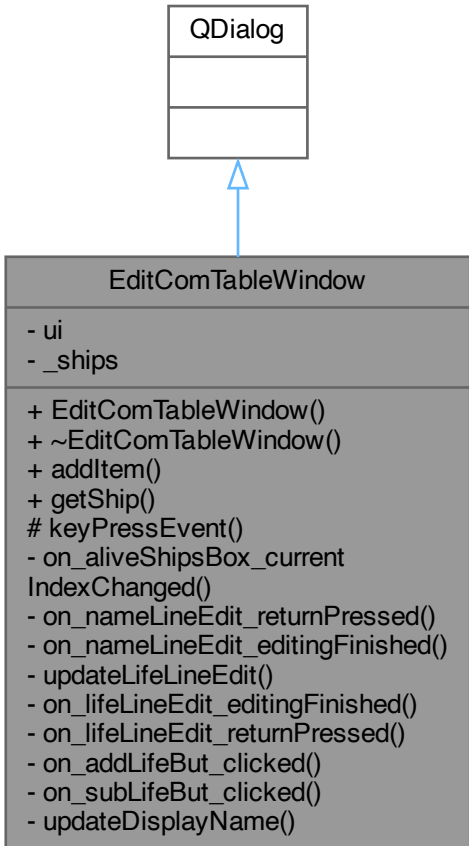 QDialog
EditComTableWindow
- ui
- _ships
+ EditComTableWindow()
+ ~EditComTableWindow()
+ addItem()
+ getShip()
# keyPressEvent()
- on_aliveShipsBox_current
IndexChanged()
- on_nameLineEdit_returnPressed()
- on_nameLineEdit_editingFinished()
- updateLifeLineEdit()
- on_lifeLineEdit_editingFinished()
- on_lifeLineEdit_returnPressed()
- on_addLifeBut_clicked()
- on_subLifeBut_clicked()
- updateDisplayName()